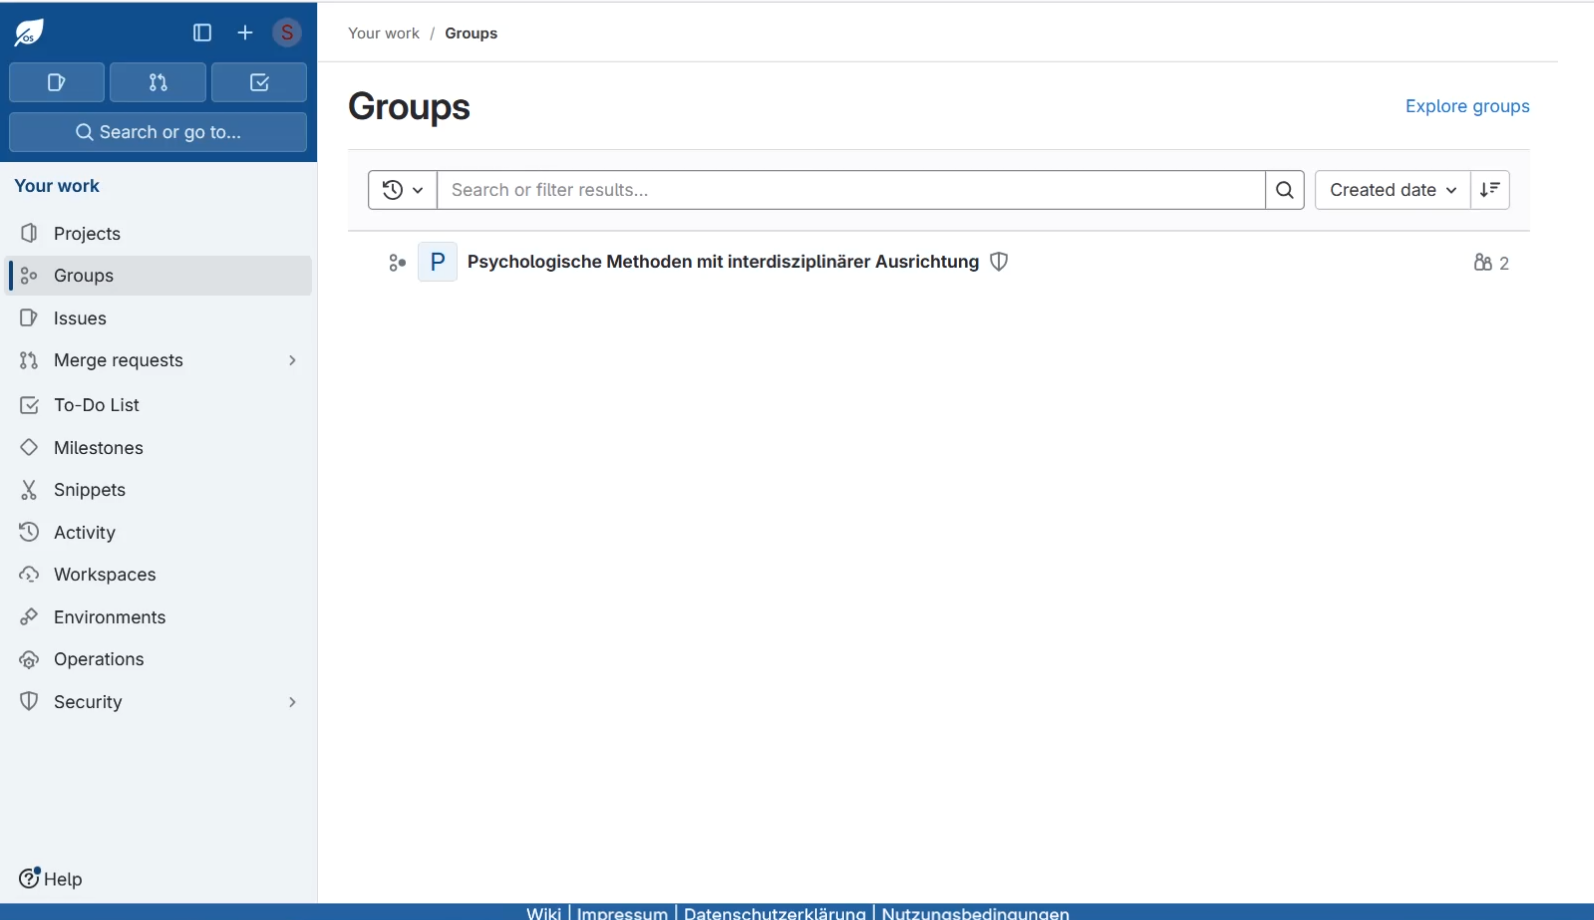 os
S
Search or go to...
Your work
Projects
Groups
Issues
Merge requests
To-Do List
Milestones
Snippets
Activity
Workspaces
Environments
Operations
Security
Help
Your work / Groups
Groups
Explore groups
Search or filter results...
Created date
P Psychologische Methoden mit interdisziplinärer Ausrichtung 2
Wiki | Impressum | Datenschutzerklärung | Nutzungsbedingungen